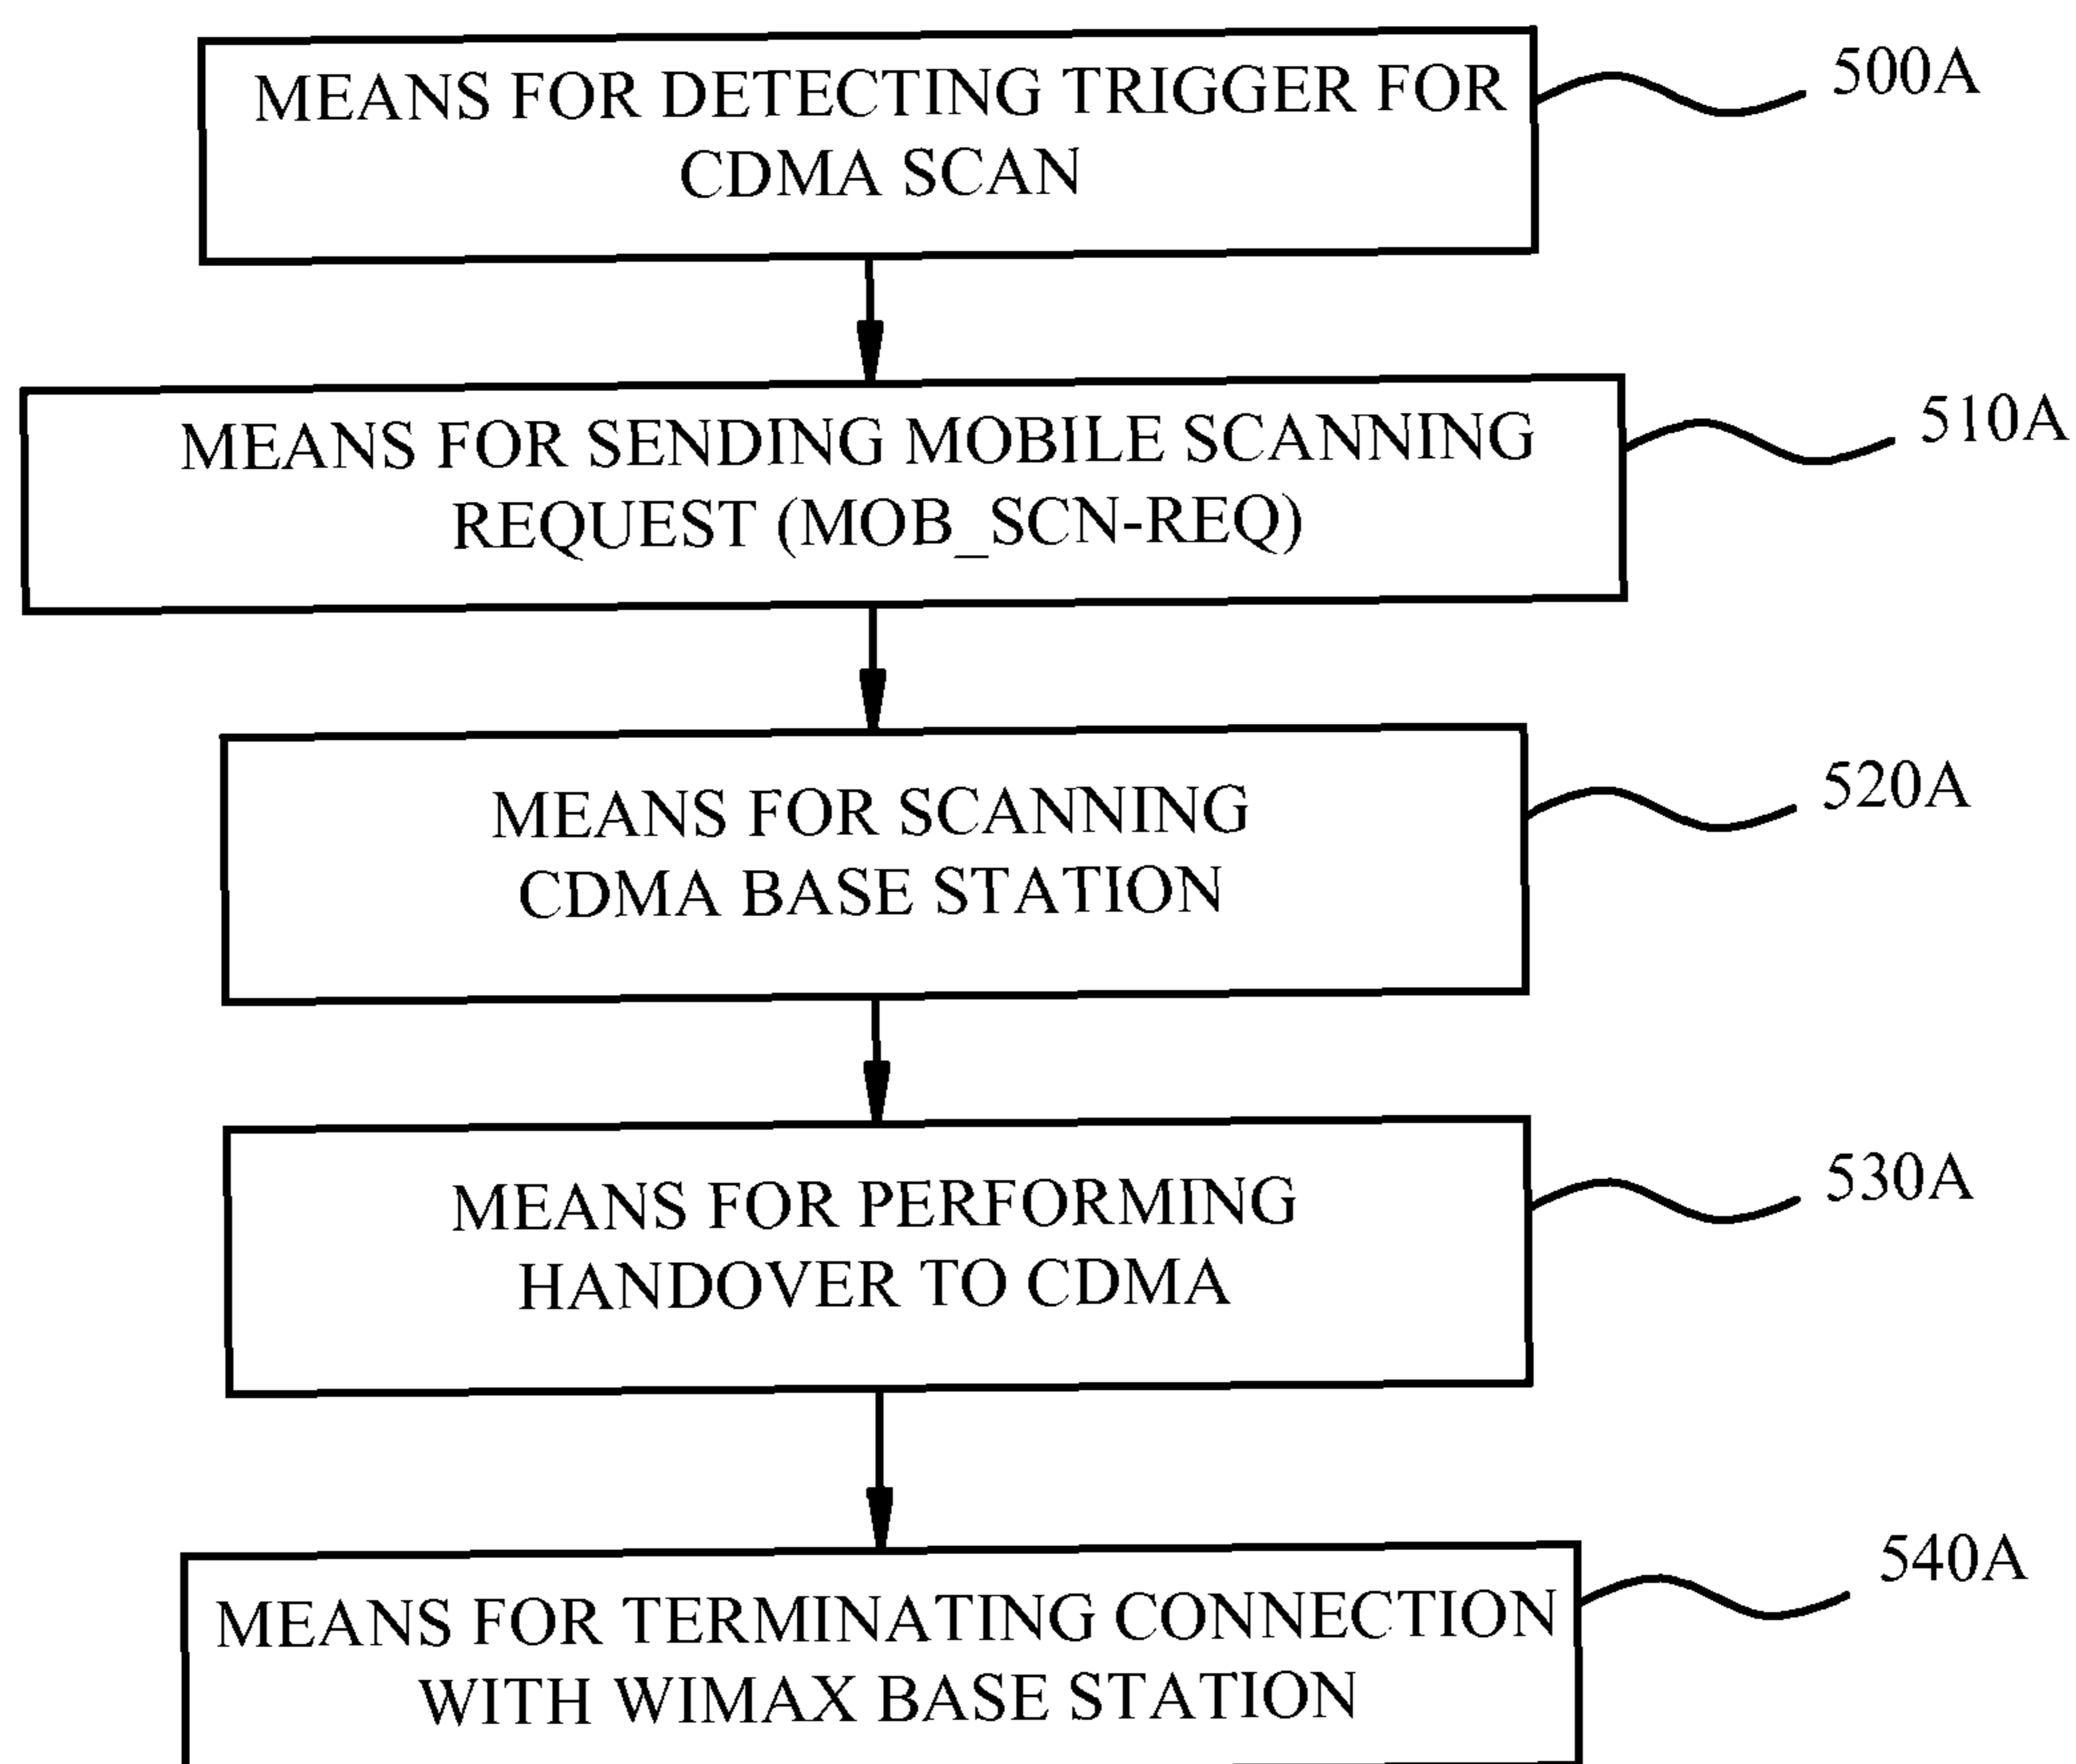 MEANS FOR DETECTING TRIGGER FOR
CDMA SCAN
500A
MEANS FOR SENDING MOBILE SCANNING
REQUEST (MOB_SCN-REQ)
510A
MEANS FOR SCANNING
CDMA BASE STATION
520A
MEANS FOR PERFORMING
HANDOVER TO CDMA
530A
MEANS FOR TERMINATING CONNECTION
WITH WIMAX BASE STATION
540A